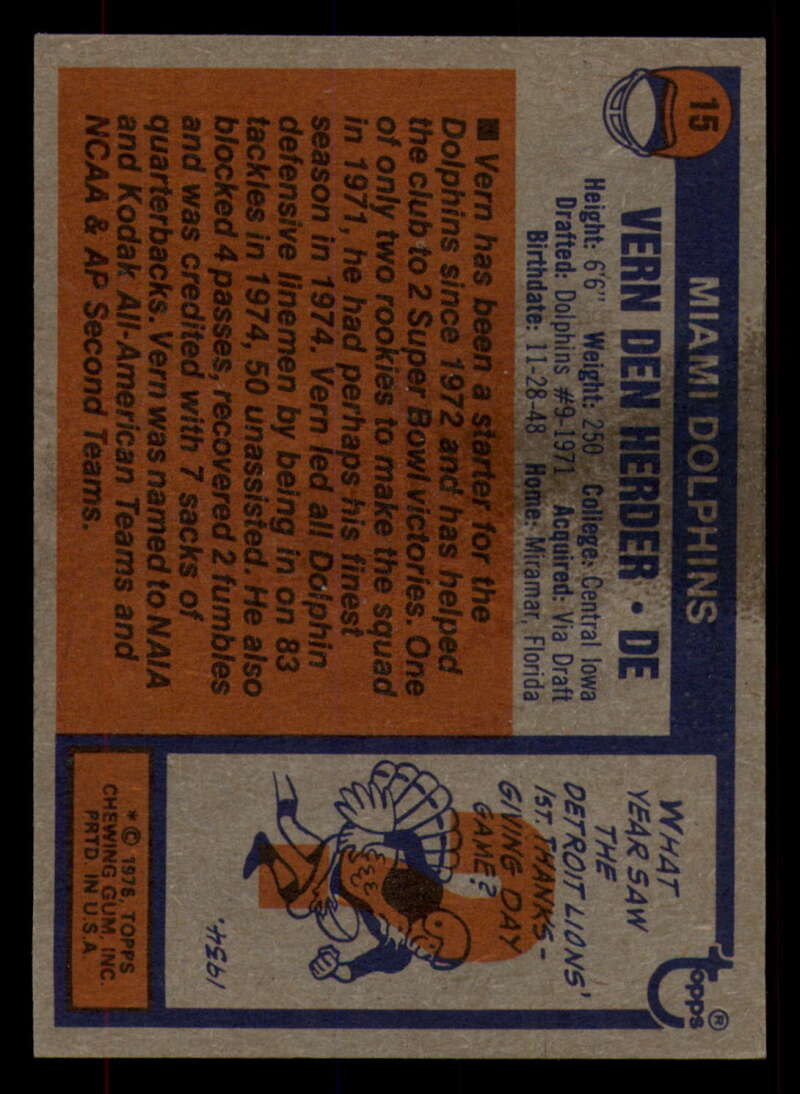 15
MIAMI DOLPHINS
VERN DEN HERDER • DE
Height: 6'6" Weight: 250 College: Central Iowa
Drafted: Dolphins #9-1971 Acquired: Via Draft
Birthdate: 11-28-48 Home: Miramar, Florida
■ Vern has been a starter for the
Dolphins since 1972 and has helped
the club to 2 Super Bowl victories. One
of only two rookies to make the squad
in 1971, he had perhaps his finest
season in 1974. Vern led all Dolphin
defensive linemen by being in on 83
tackles in 1974, 50 unassisted. He also
blocked 4 passes, recovered 2 fumbles
and was credited with 7 sacks of
quarterbacks. Vern was named to NAIA
and Kodak All-American Teams and
NCAA & AP Second Teams.
topps®
WHAT
YEAR SAW
THE
DETROIT LIONS'
1ST. THANKS-
GIVING DAY
GAME?
1934.
* © 1976, TOPPS
CHEWING GUM, INC.
PRTD. IN U.S.A.